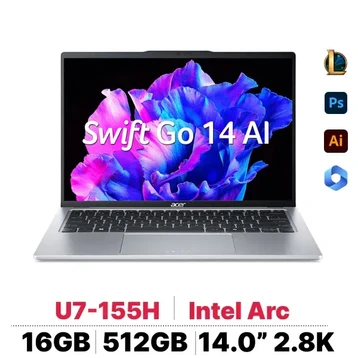 Swift Go 14 AI
L
Ps
Ai
acer
U7-155H | Intel Arc
16GB | 512GB | 14.0” 2.8K